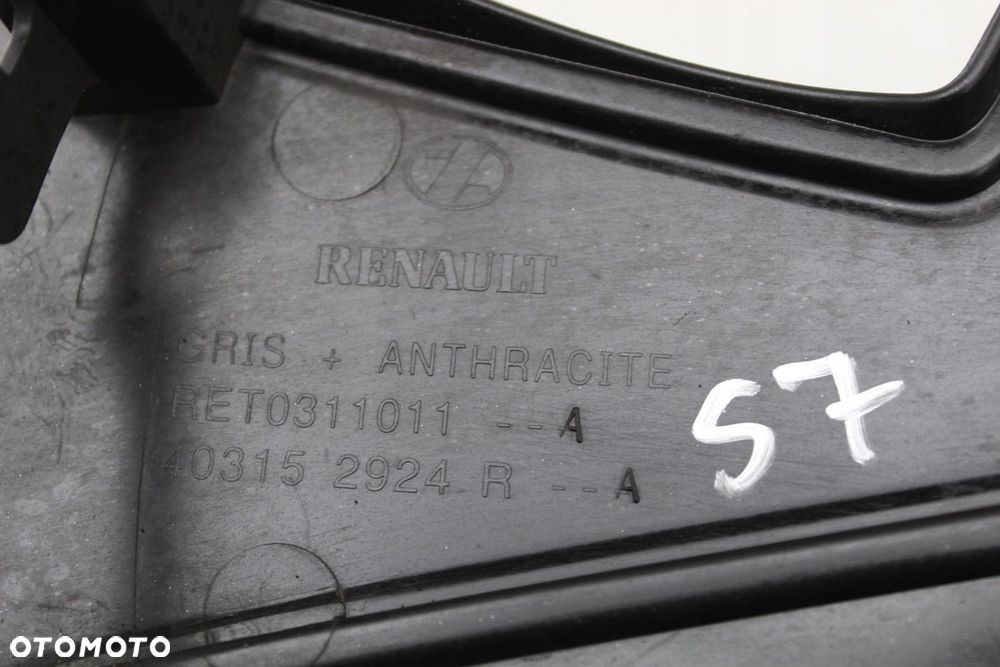 RENAULT
GRIS + ANTHRACITE
RET0311011 --A
40315 2924 R --A
57
OTOMOTO